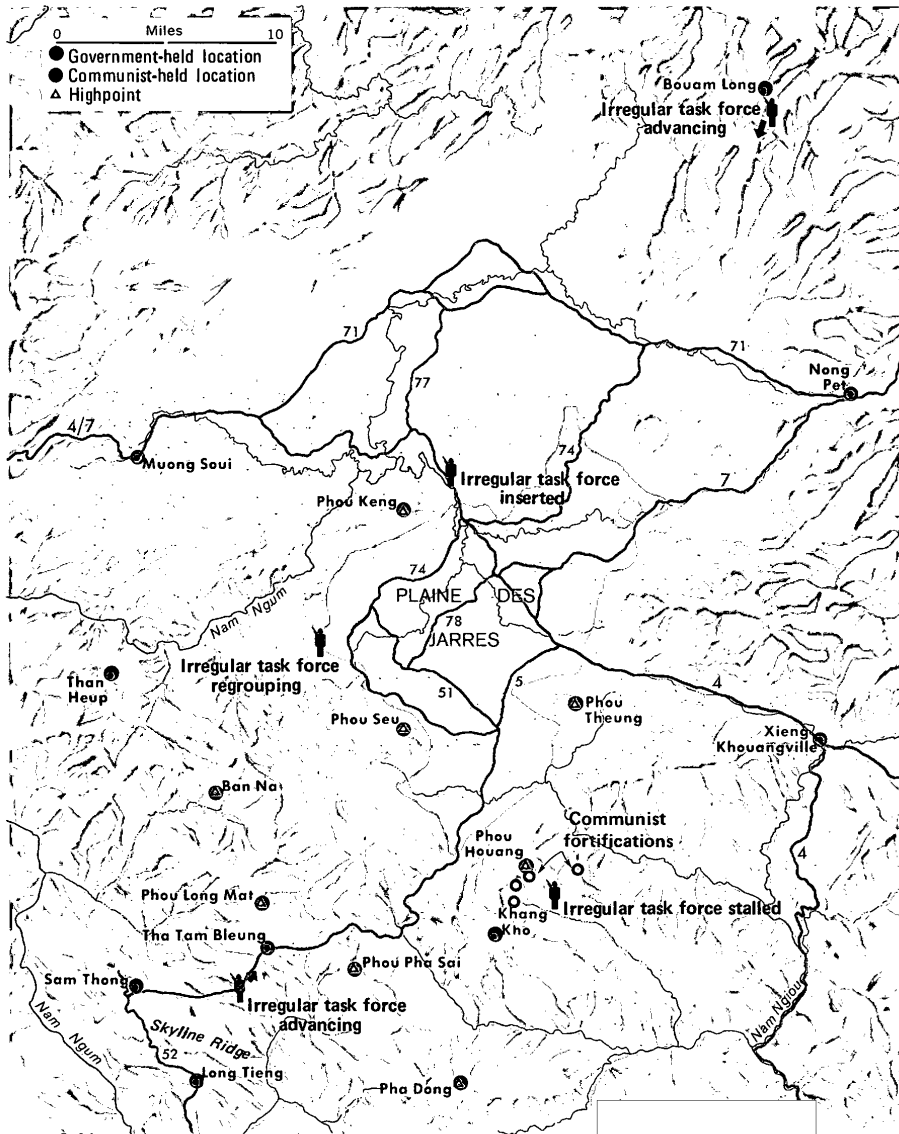 0 Miles 10
Government-held location
Communist-held location
Highpoint
Bouam Long
Irregular task force
advancing
71
71
77
Nong
Pet
4/7
Muong Soui
Irregular task force
inserted
74
7
Phou Keng
74
PLAINE DES
78
JARRES
Nam Ngum
Irregular task force
regrouping
Than
Heup
51
5
4
Phou
Theung
Phou Seu
Xieng
Khouangville
Ban Na
Communist
fortifications
Phou
Houang
4
Phou Long Mat
Irregular task force stalled
Khang
Kho
Tha Tam Bleung
Phou Pha Sai
Sam Thong
Irregular task force
advancing
Nam Ngiou
Nam Ngum
Skyline Ridge
52
Long Tieng
Pha Dong